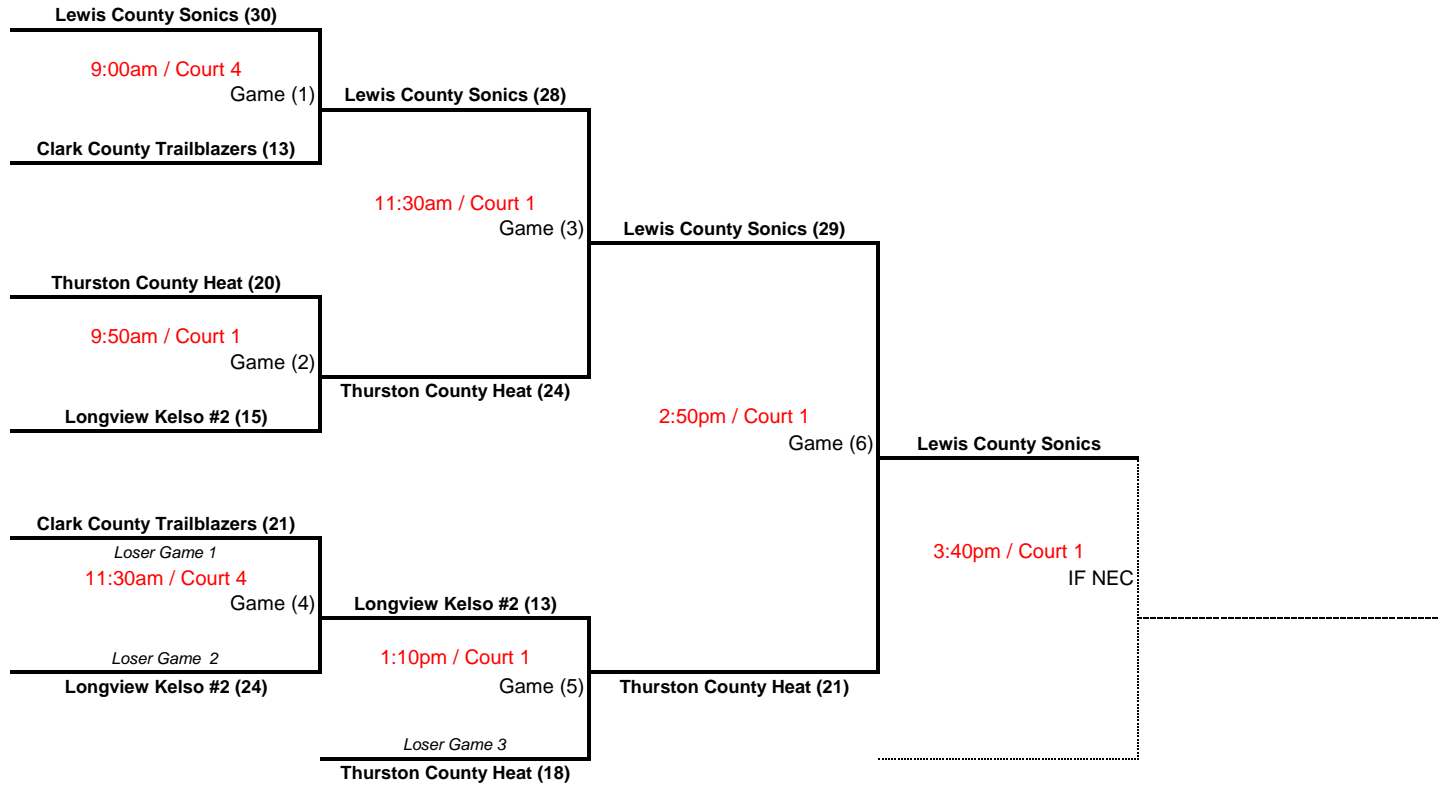 Lewis County Sonics (30)
9:00am / Court 4
Game (1)
Lewis County Sonics (28)
Clark County Trailblazers (13)
11:30am / Court 1
Game (3)
Lewis County Sonics (29)
Thurston County Heat (20)
9:50am / Court 1
Game (2)
Thurston County Heat (24)
Longview Kelso #2 (15)
2:50pm / Court 1
Game (6)
Lewis County Sonics
Clark County Trailblazers (21)
Loser Game 1
11:30am / Court 4
Game (4)
Longview Kelso #2 (13)
3:40pm / Court 1
IF NEC
Loser Game  2
Longview Kelso #2 (24)
1:10pm / Court 1
Game (5)
Thurston County Heat (21)
Loser Game 3
Thurston County Heat (18)